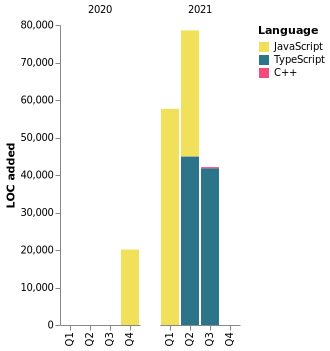 2020 2021
Language
JavaScript
TypeScript
C++
LOC added
80,000
70,000
60,000
50,000
40,000
30,000
20,000
10,000
0
Q1 Q2 Q3 Q4 Q1 Q2 Q3 Q4